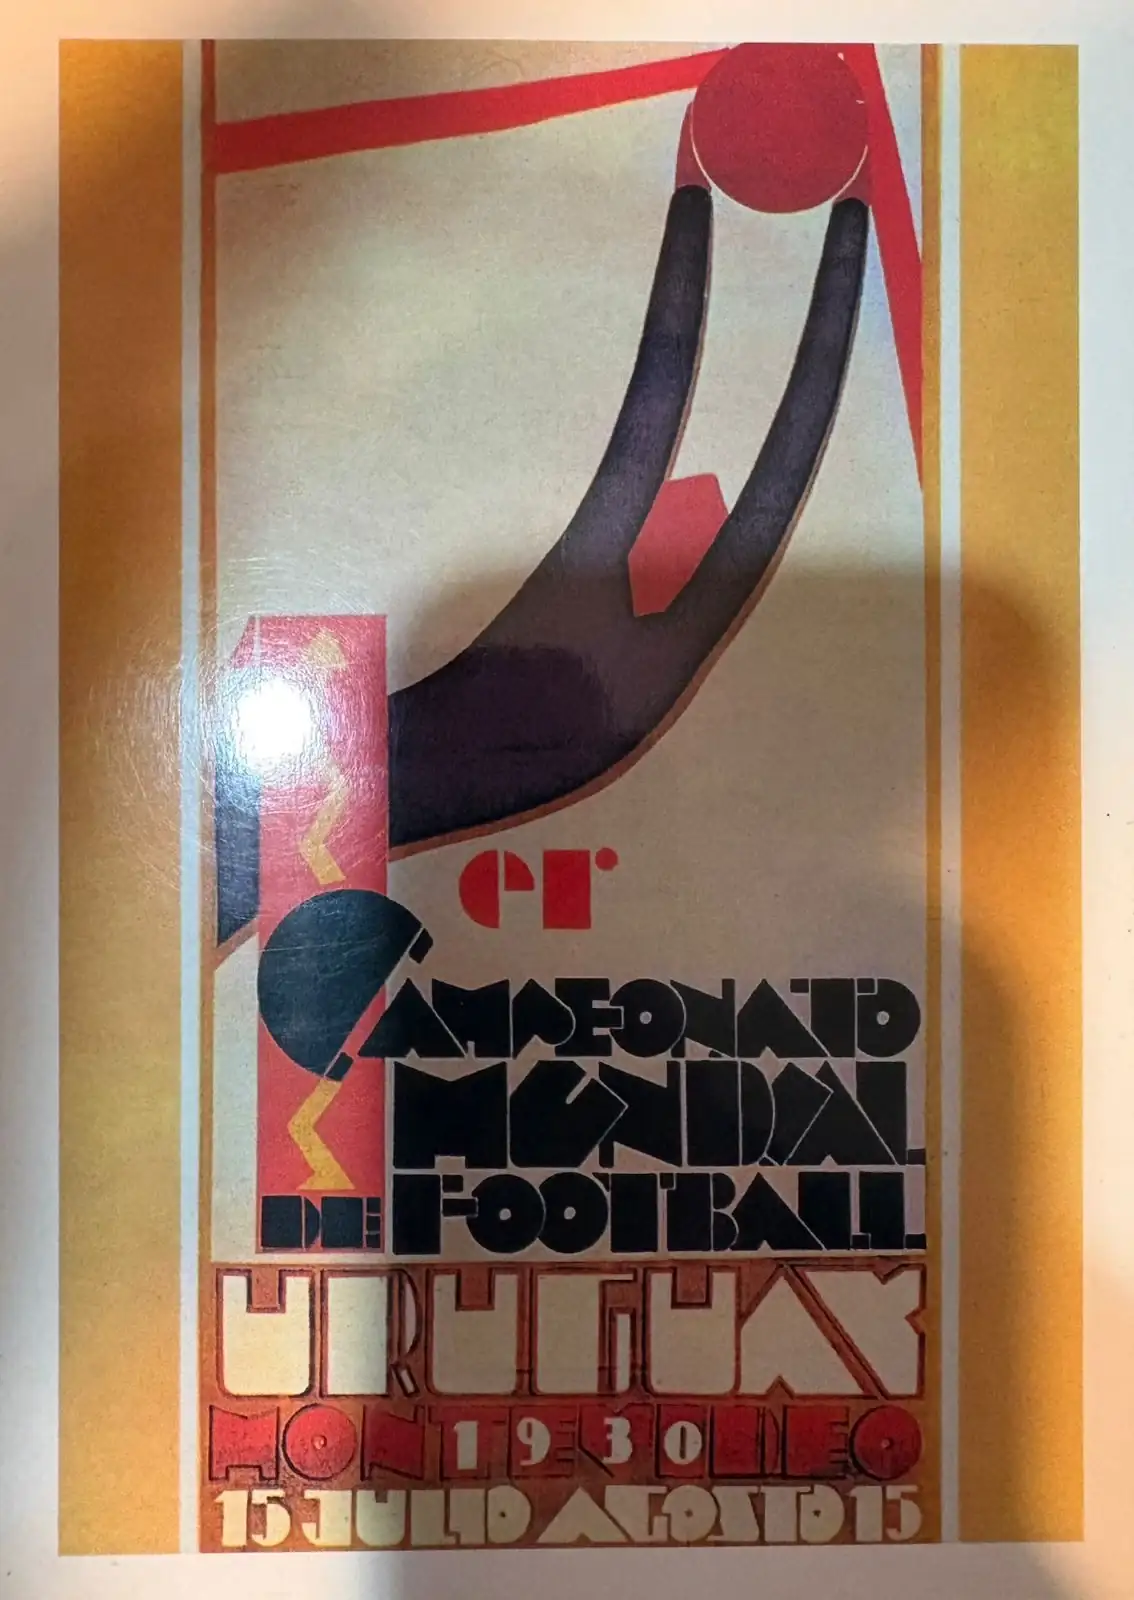 1er
CAMPEONATO
MUNDIAL
DE FOOTBALL
URUGUAY
MONTEVIDEO
1930
15 JULIO AGOSTO 15